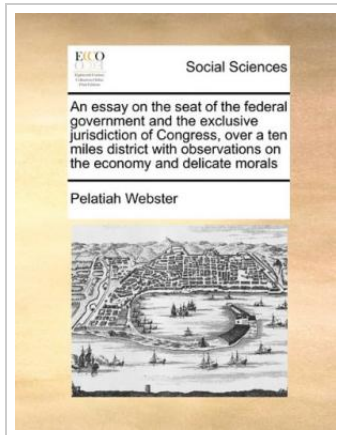 ECCO
Social Sciences
An essay on the seat of the federal
government and the exclusive
jurisdiction of Congress, over a ten
miles district with observations on
the economy and delicate morals
Pelatiah Webster